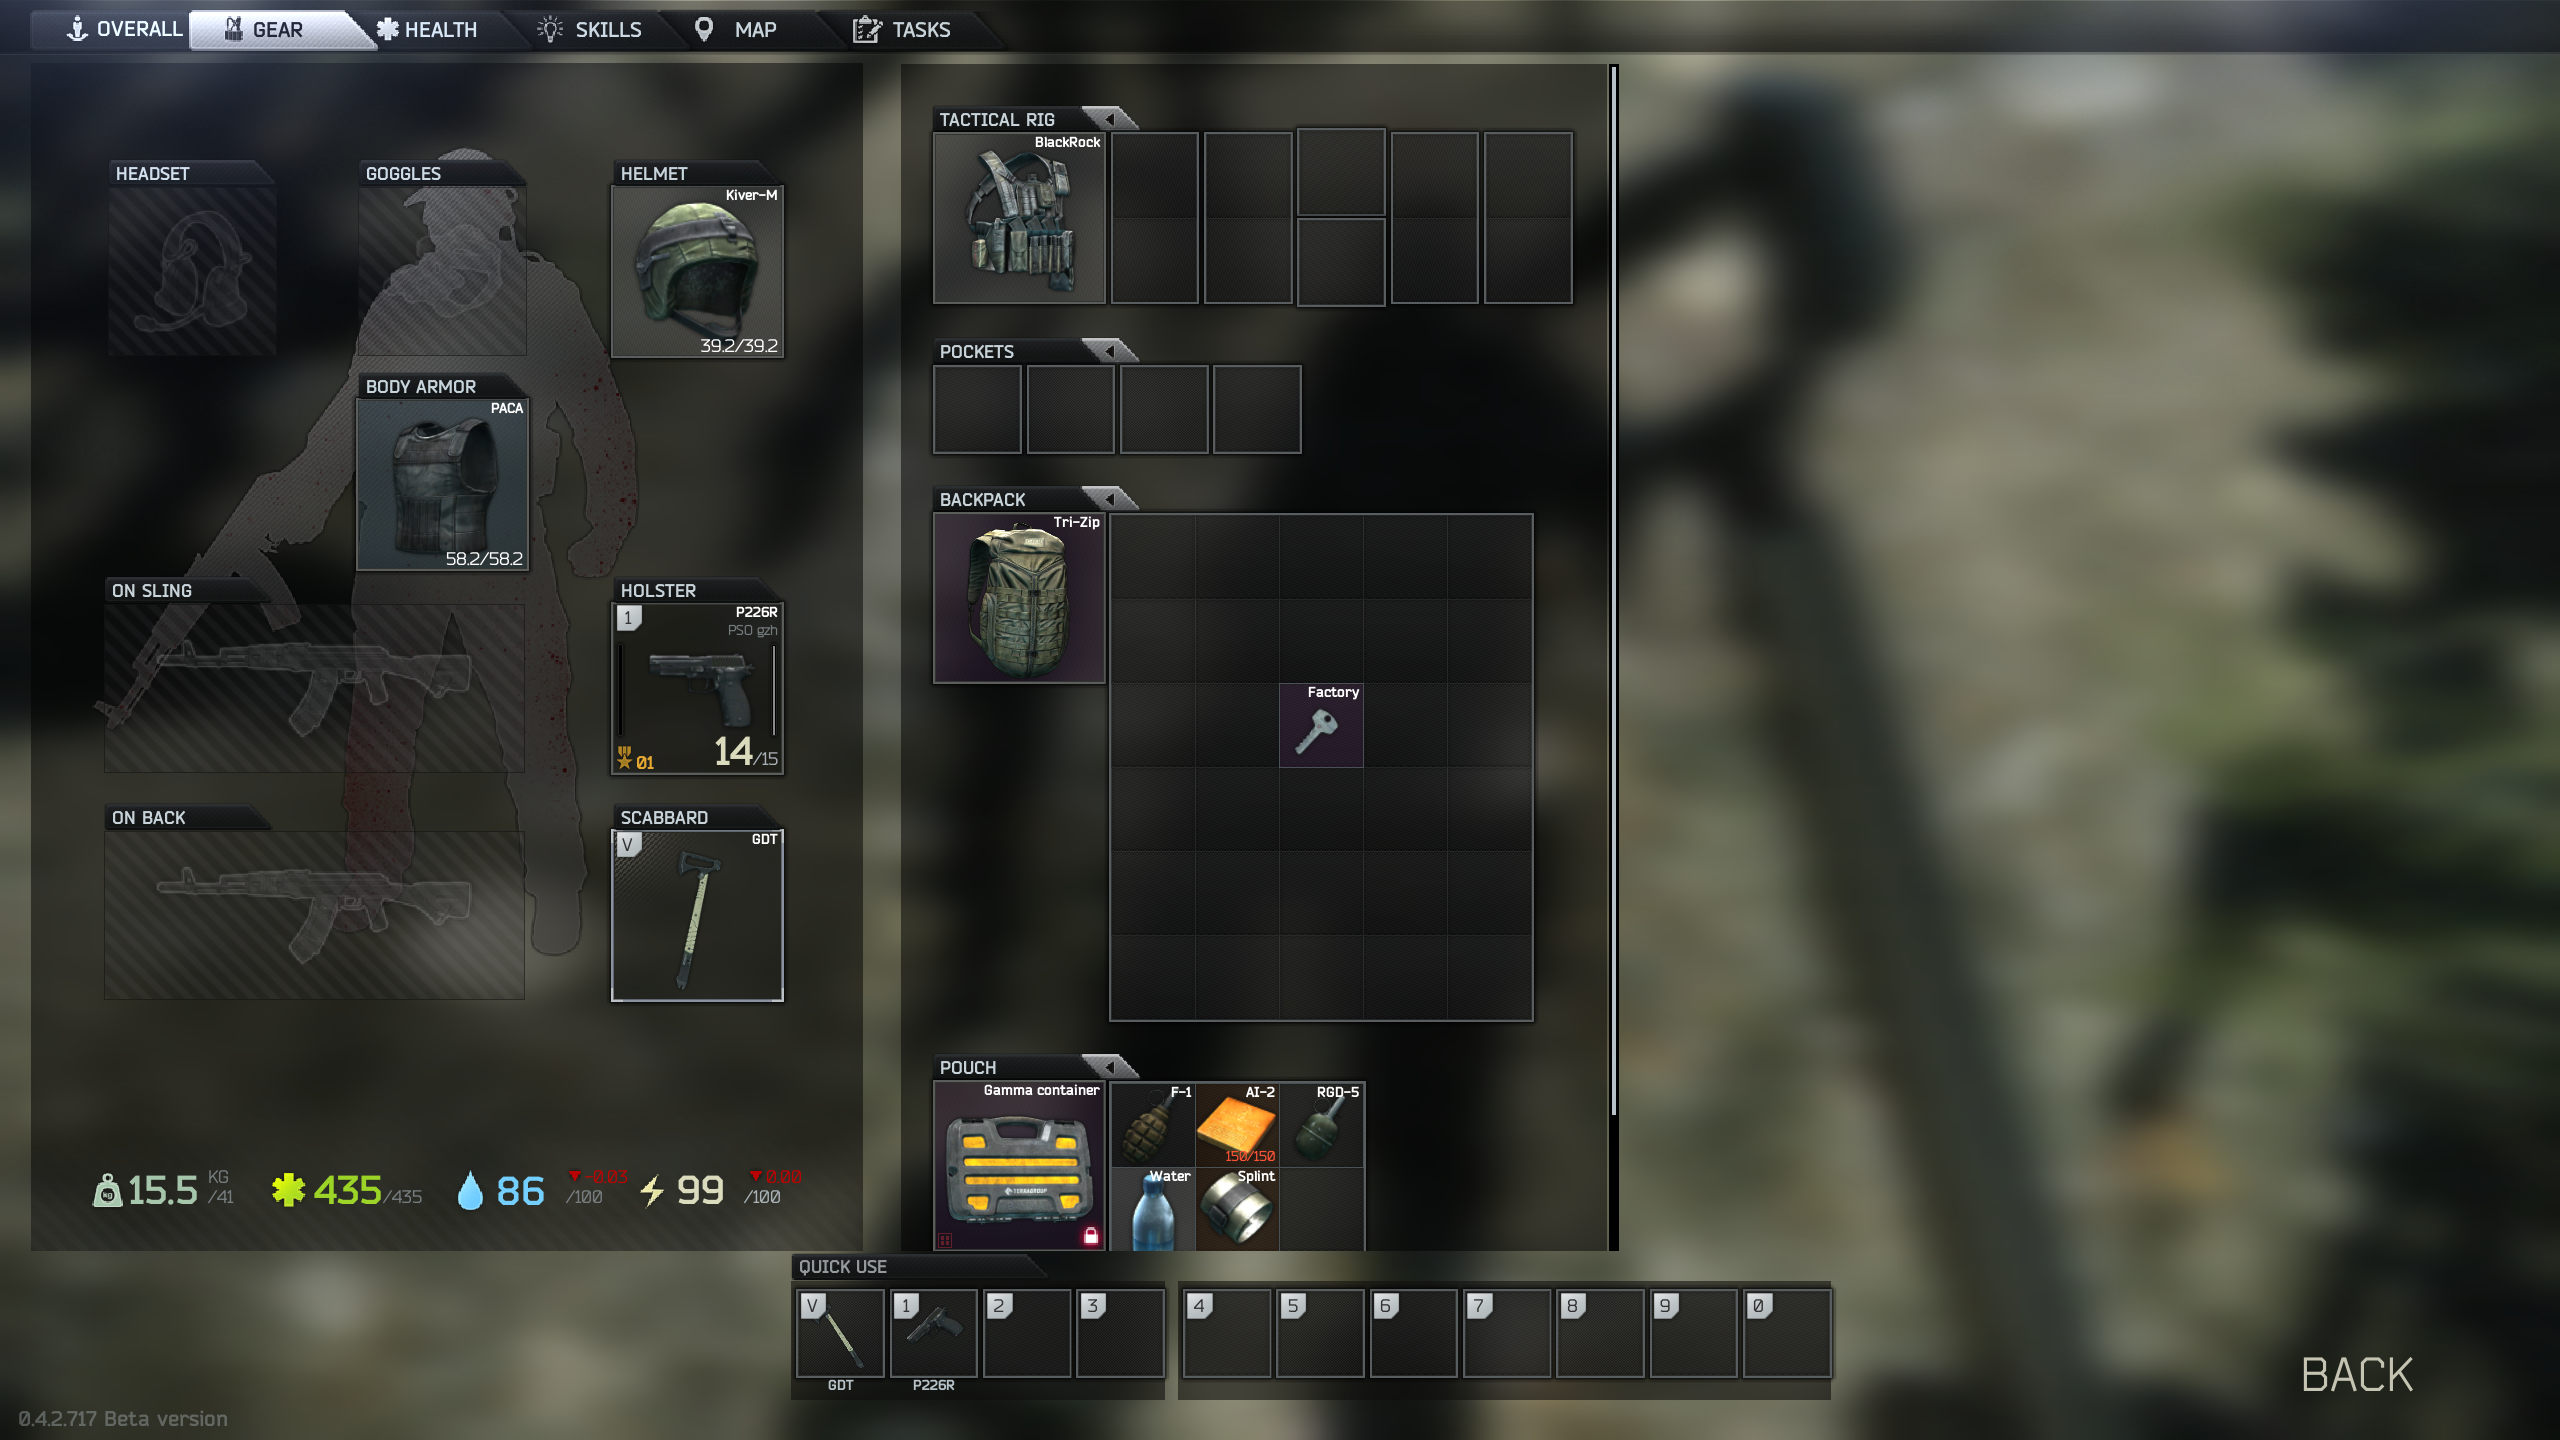 OVERALL
GEAR
HEALTH
SKILLS
MAP
TASKS
HEADSET
GOGGLES
HELMET
Kiver-M
39.2/39.2
BODY ARMOR
PACA
58.2/58.2
ON SLING
HOLSTER
1
P226R
PSO gzh
01
14/15
ON BACK
SCABBARD
V
GDT
kg
15.5
KG
/41
435/435
86
-0.03
/100
99
0.00
/100
TACTICAL RIG
BlackRock
POCKETS
BACKPACK
Tri-Zip
Factory
POUCH
Gamma container
TERRAGROUP
F-1
AI-2
150/150
RGD-5
Water
Splint
QUICK USE
V
1
2
3
4
5
6
7
8
9
0
GDT
P226R
BACK
0.4.2.717 Beta version